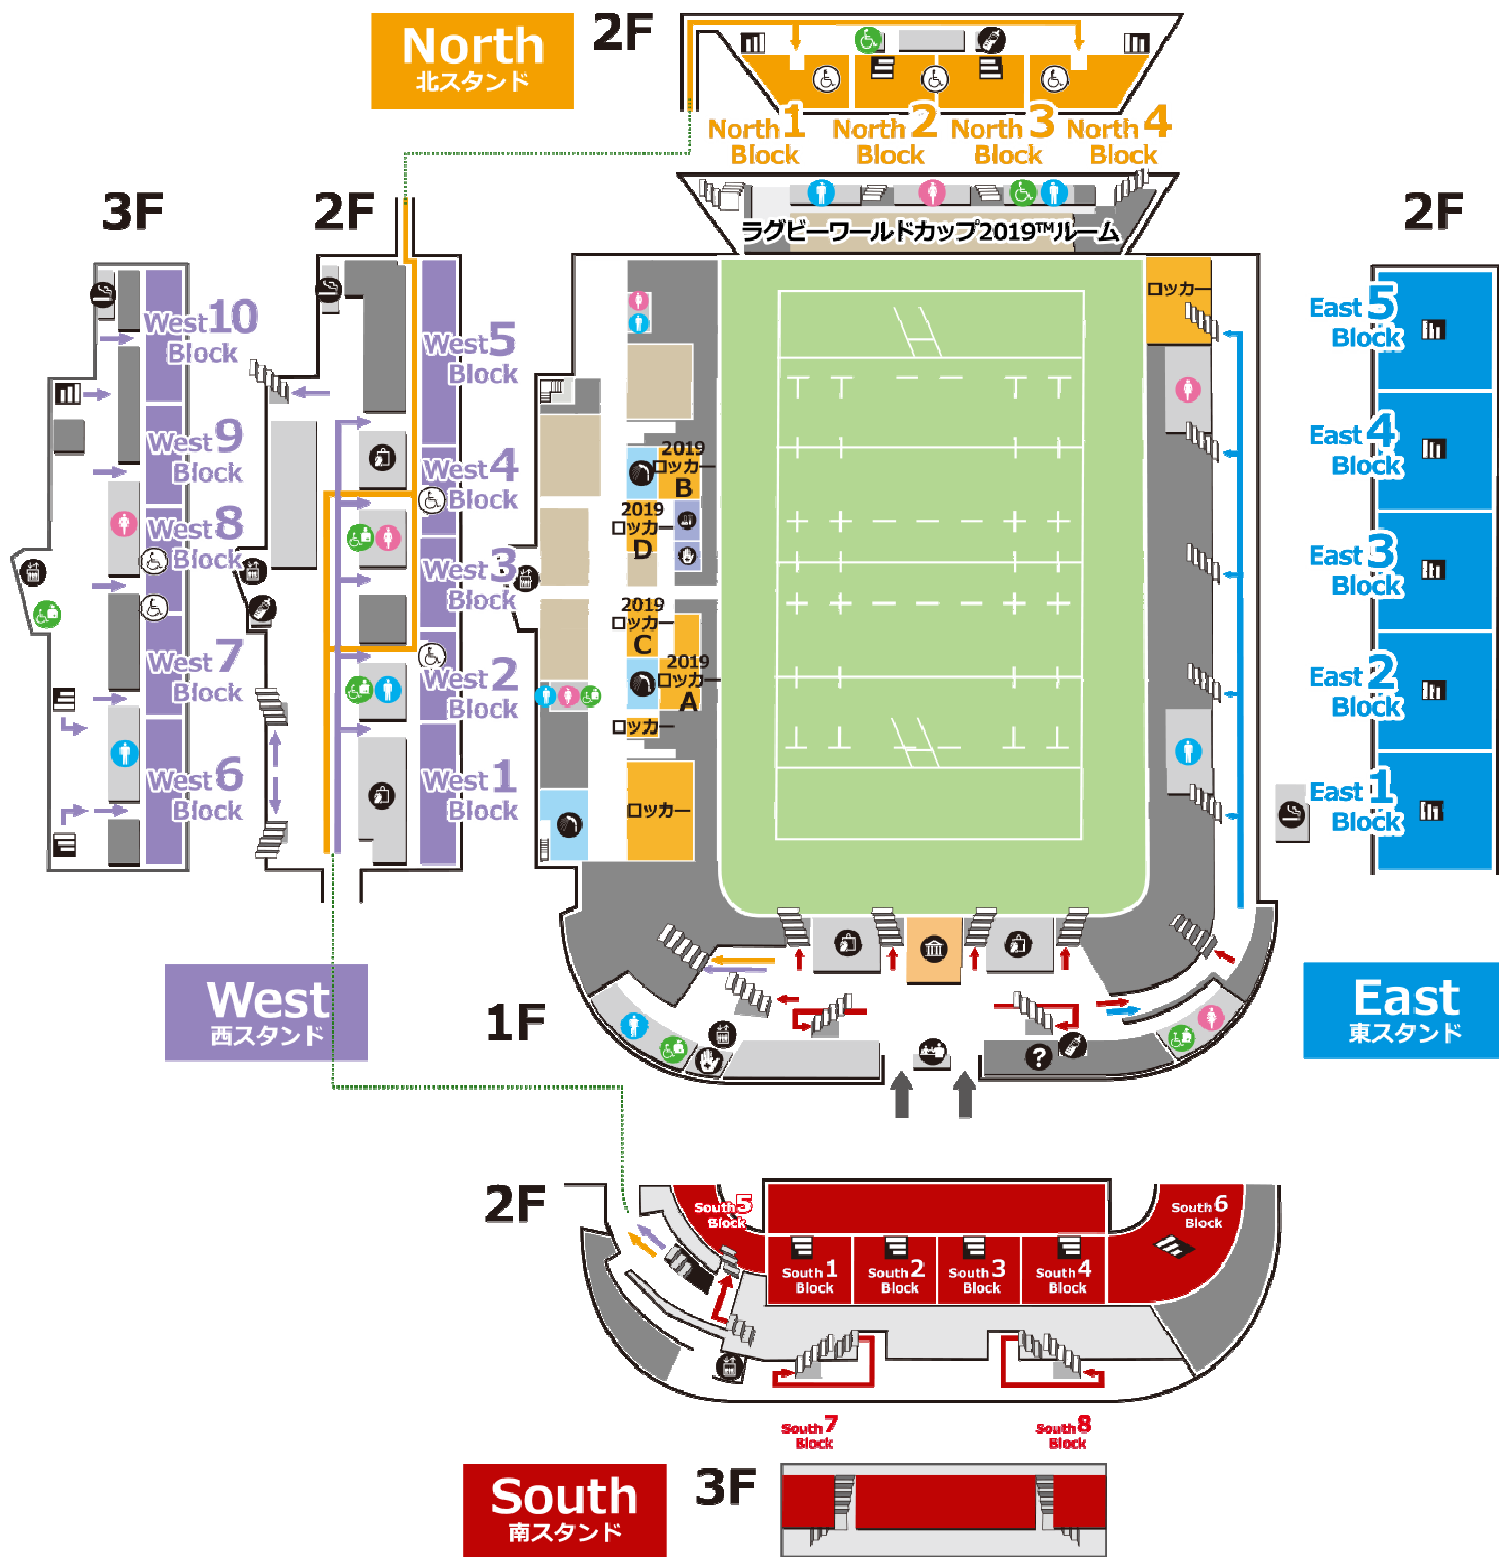 North
北スタンド
2F
North 1
Block
North 2
Block
North 3
Block
North 4
Block
3F
2F
2F
ラグビーワールドカップ2019™ルーム
West 10
Block
West 9
Block
West 8
Block
West 7
Block
West 6
Block
West 5
Block
West 4
Block
West 3
Block
West 2
Block
West 1
Block
ロッカー
2019
ロッカー
B
2019
ロッカー
D
2019
ロッカー
C
2019
ロッカー
A
ロッカー
ロッカー
East 5
Block
East 4
Block
East 3
Block
East 2
Block
East 1
Block
West
西スタンド
1F
?
East
東スタンド
2F
South 5
Block
South 6
Block
South 1
Block
South 2
Block
South 3
Block
South 4
Block
South 7
Block
South 8
Block
South
南スタンド
3F